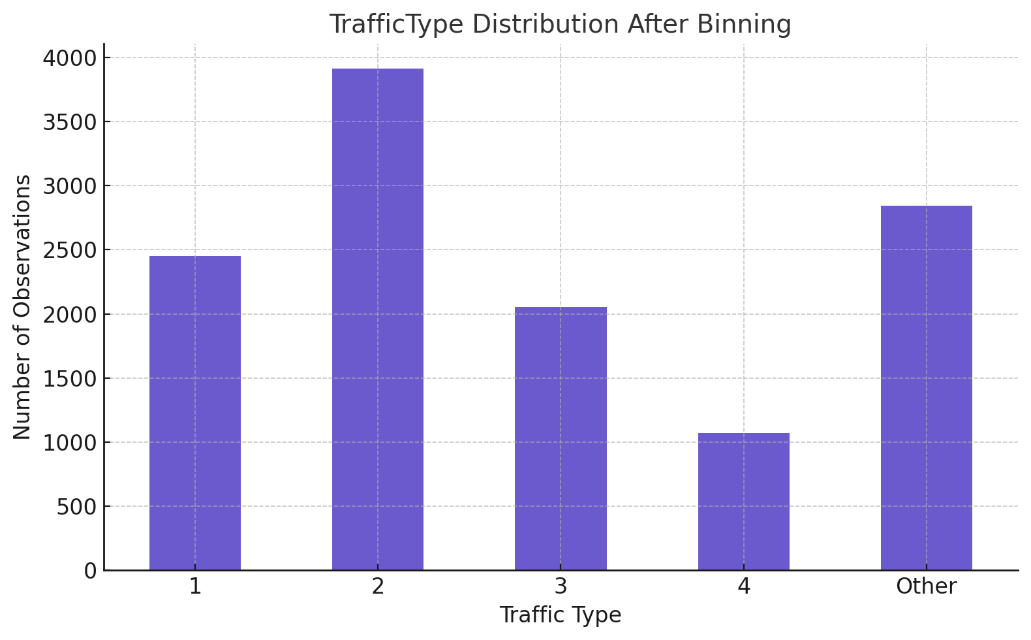 TrafficType Distribution After Binning
Number of Observations
4000
3500
3000
2500
2000
1500
1000
500
0
1 2 3 4 Other
Traffic Type